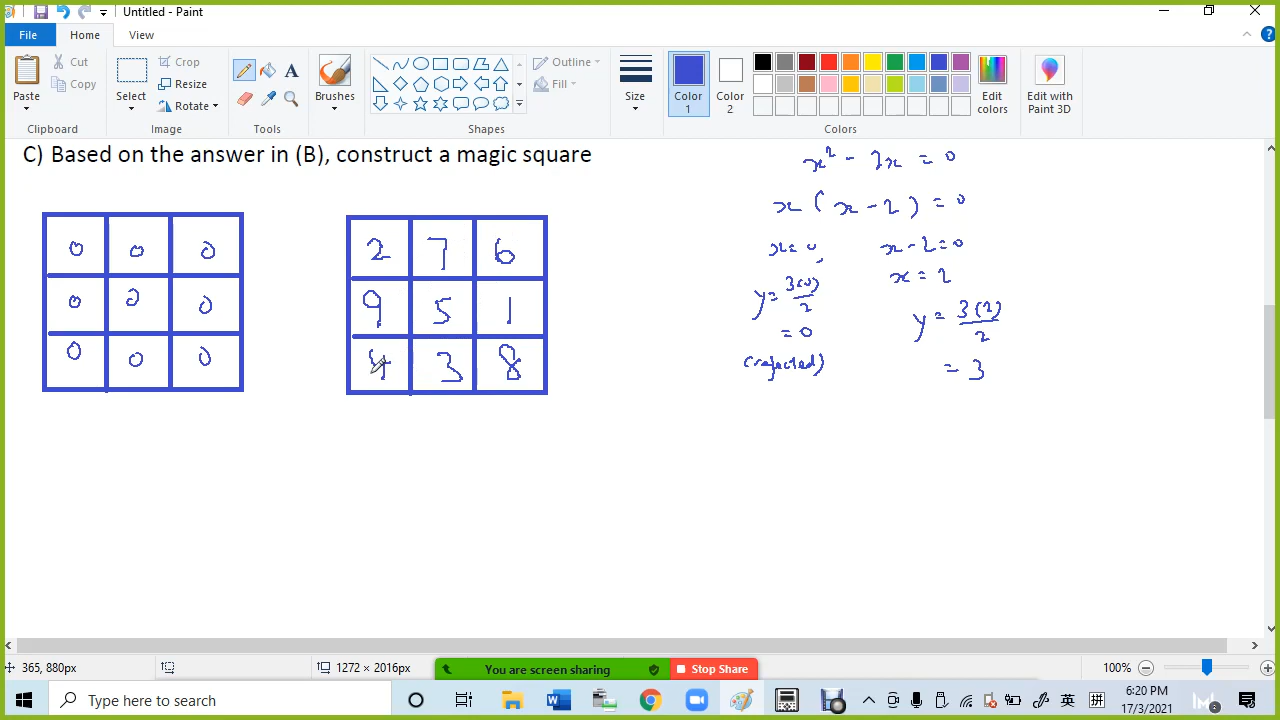 Untitled - Paint
File Home View
Paste Cut Copy Clipboard
Select Crop Resize Rotate Image
Tools
Brushes
Shapes Outline Fill
Size
Color 1 Color 2 Edit colors Colors
Edit with Paint 3D
C) Based on the answer in (B), construct a magic square
0 0 0
0 0 0
0 0 0
2 7 6
9 5 1
4 3 8
x² - 2x = 0
x ( x - 2 ) = 0
x = 0, x - 2 = 0
x = 2
y = 3(0)/2 y = 3(2)/2
= 0
(rejected) = 3
365, 880px 1272 × 2016px You are screen sharing Stop Share 100%
Type here to search 英 拼 6:20 PM
17/3/2021